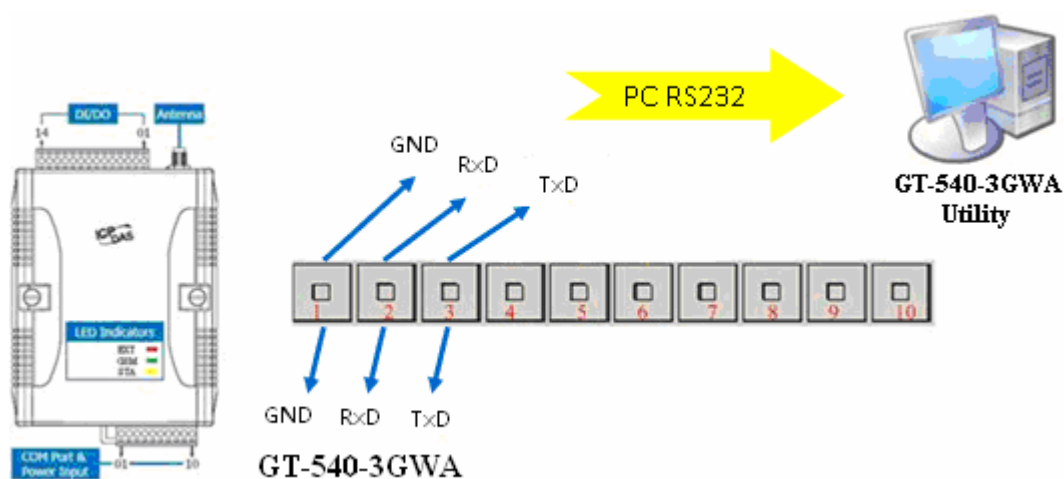 DI/DO
Antenna
14
01
ICP
DAS
LED Indicators
EXT
GSM
STA
COM Port &
Power Input
01
10
PC RS232
GT-540-3GWA
Utility
GND
RxD
TxD
1 2 3 4 5 6 7 8 9 10
GND RxD TxD
GT-540-3GWA